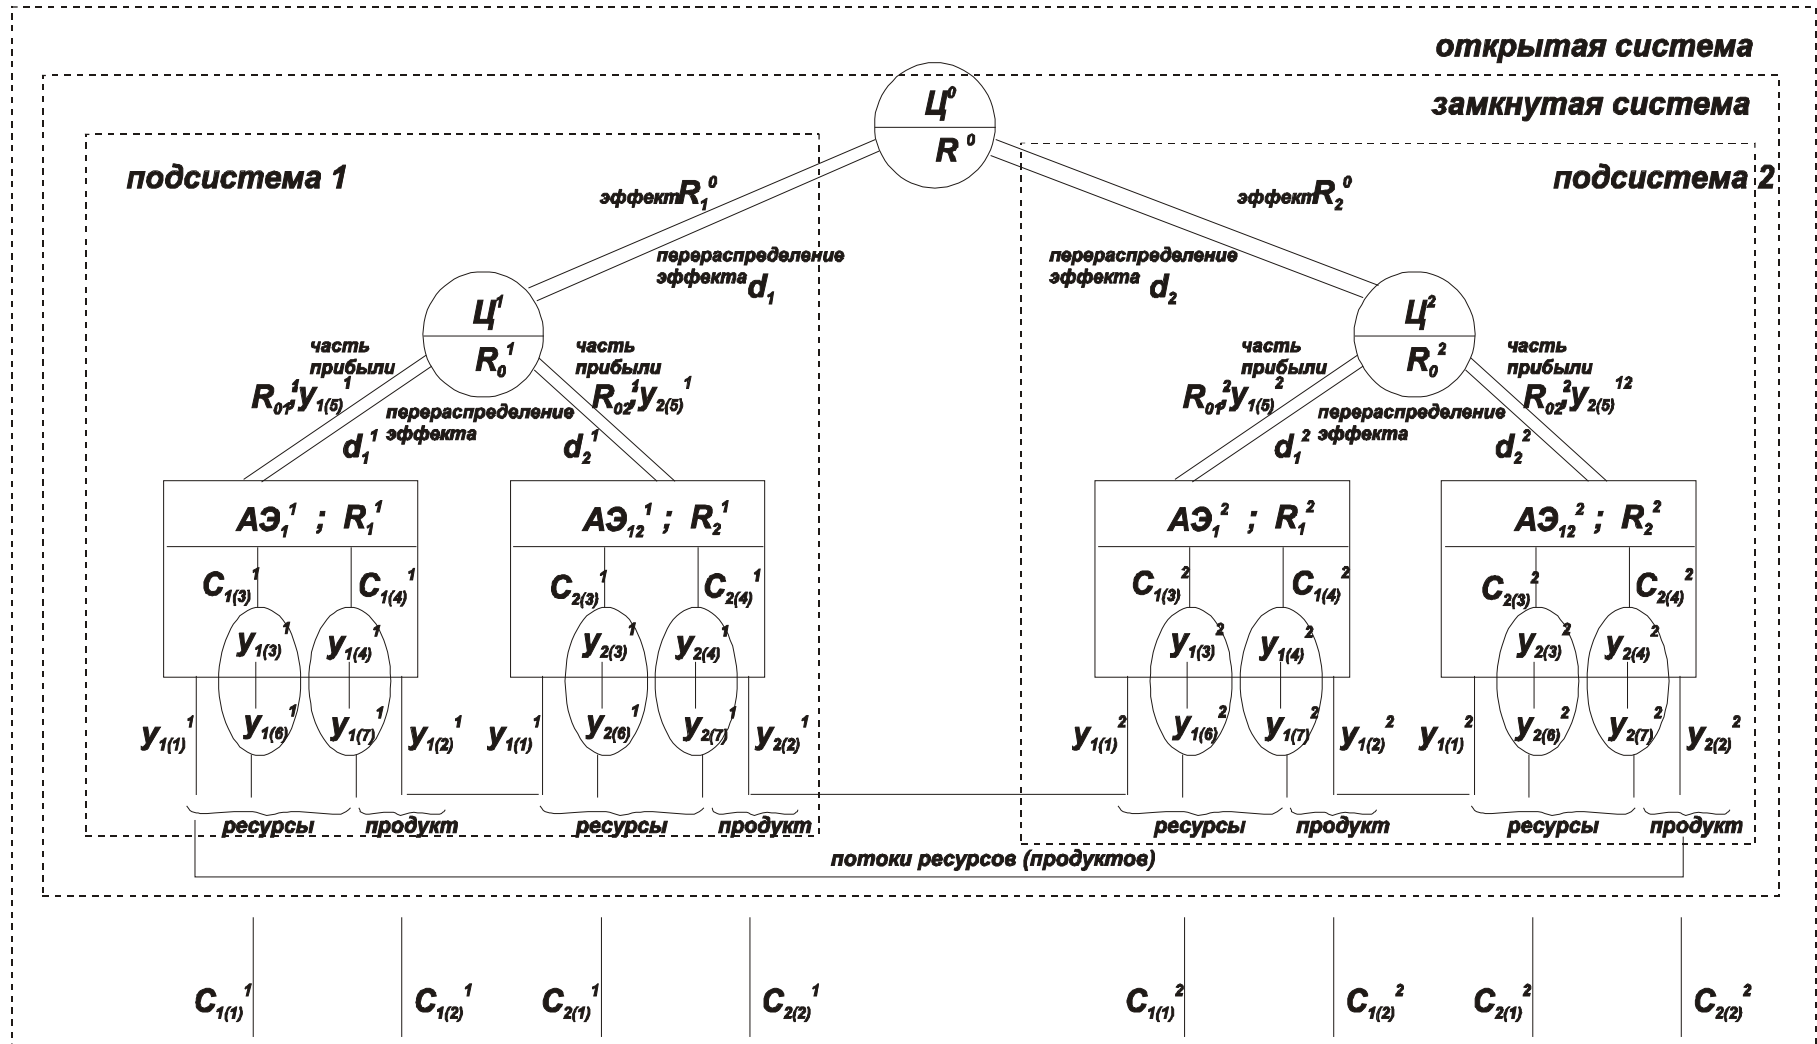 открытая система
замкнутая система
Ц⁰
R⁰
подсистема 1
подсистема 2
эффект R₁⁰
эффект R₂⁰
перераспределение
эффекта d₁
перераспределение
эффекта d₂
Ц¹
R₀¹
Ц²
R₀²
часть
прибыли
R₀₁¹; y₁₍₅₎¹
часть
прибыли
R₀₂¹; y₂₍₅₎¹
часть
прибыли
R₀₁²; y₁₍₅₎²
часть
прибыли
R₀₂²; y₂₍₅₎¹²
перераспределение
эффекта
d₁¹ d₂¹
перераспределение
эффекта
d₁² d₂²
АЭ₁¹ ; R₁¹
АЭ₁₂¹ ; R₂¹
АЭ₁² ; R₁²
АЭ₁₂² ; R₂²
C₁₍₃₎¹ C₁₍₄₎¹ C₂₍₃₎¹ C₂₍₄₎¹ C₁₍₃₎² C₁₍₄₎² C₂₍₃₎² C₂₍₄₎²
y₁₍₃₎¹ y₁₍₄₎¹ y₂₍₃₎¹ y₂₍₄₎¹ y₁₍₃₎² y₁₍₄₎² y₂₍₃₎² y₂₍₄₎²
y₁₍₁₎¹ y₁₍₆₎¹ y₁₍₇₎¹ y₁₍₂₎¹ y₁₍₁₎¹ y₂₍₆₎¹ y₂₍₇₎¹ y₂₍₂₎¹ y₁₍₁₎² y₁₍₆₎² y₁₍₇₎² y₁₍₂₎² y₁₍₁₎² y₂₍₆₎² y₂₍₇₎² y₂₍₂₎²
ресурсы продукт ресурсы продукт ресурсы продукт ресурсы продукт
потоки ресурсов (продуктов)
C₁₍₁₎¹ C₁₍₂₎¹ C₂₍₁₎¹ C₂₍₂₎¹ C₁₍₁₎² C₁₍₂₎² C₂₍₁₎² C₂₍₂₎²